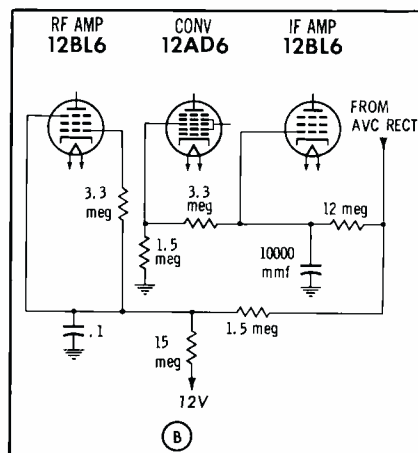 RF AMP
12BL6
CONV
12AD6
IF AMP
12BL6
FROM
AVC RECT
3.3
meg
3.3
meg
12 meg
1.5
meg
10000
mmf
.1
15
meg
1.5 meg
12V
B